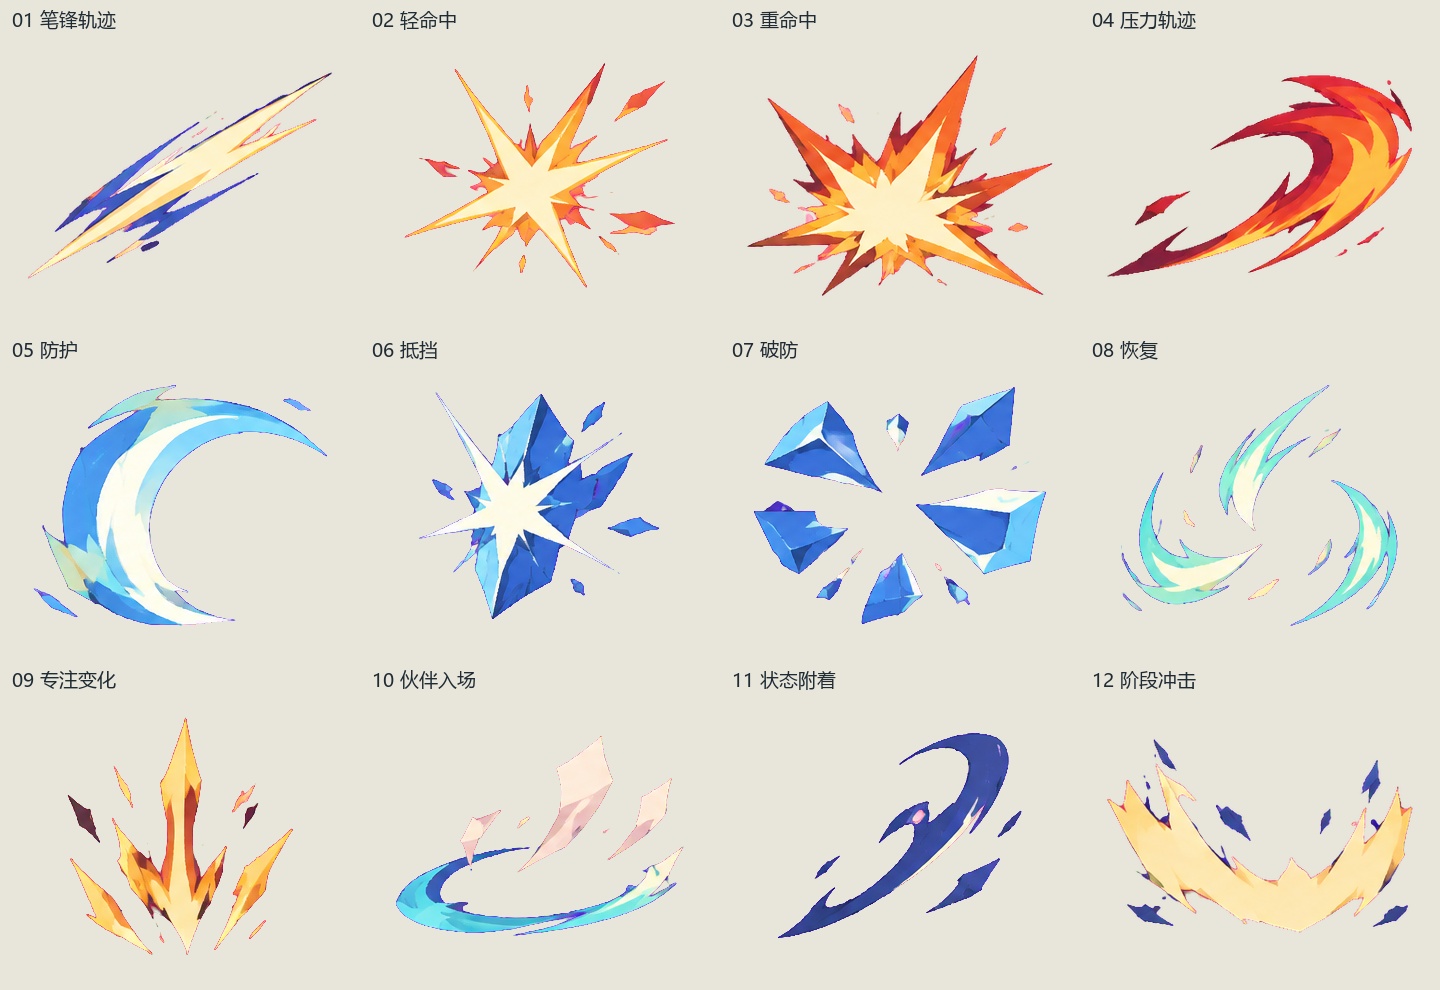 01 笔锋轨迹
02 轻命中
03 重命中
04 压力轨迹
05 防护
06 抵挡
07 破防
08 恢复
09 专注变化
10 伙伴入场
11 状态附着
12 阶段冲击